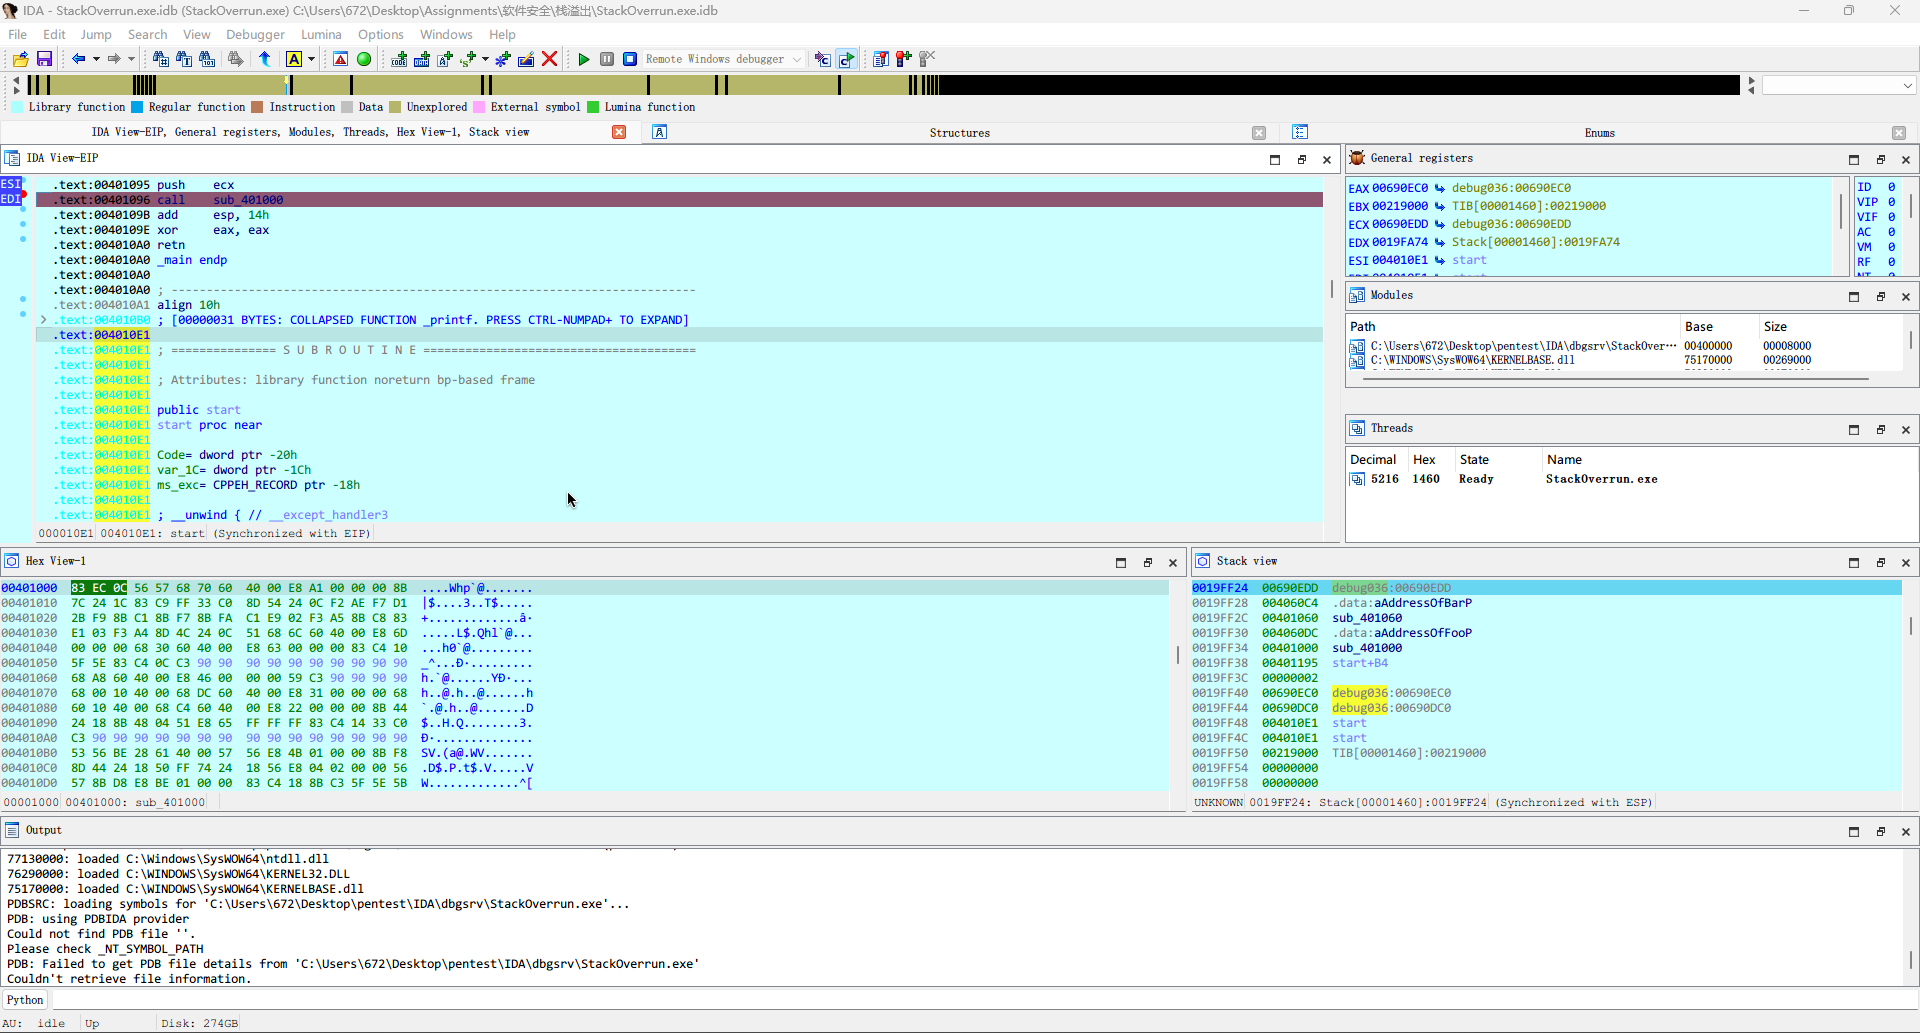 IDA - StackOverrun.exe.idb (StackOverrun.exe) C:\Users\672\Desktop\Assignments\软件安全\栈溢出\StackOverrun.exe.idb
File Edit Jump Search View Debugger Lumina Options Windows Help
Remote Windows debugger
Library function Regular function Instruction Data Unexplored External symbol Lumina function
IDA View-EIP, General registers, Modules, Threads, Hex View-1, Stack view
Structures
Enums
IDA View-EIP
ESI
EDI
.text:00401095 push ecx
.text:00401096 call sub_401000
.text:0040109B add esp, 14h
.text:0040109E xor eax, eax
.text:004010A0 retn
.text:004010A0 _main endp
.text:004010A0
.text:004010A0 ; ---------------------------------------------------------------------------
.text:004010A1 align 10h
.text:004010B0 ; [00000031 BYTES: COLLAPSED FUNCTION _printf. PRESS CTRL-NUMPAD+ TO EXPAND]
.text:004010E1
.text:004010E1 ; =============== S U B R O U T I N E =======================================
.text:004010E1
.text:004010E1 ; Attributes: library function noreturn bp-based frame
.text:004010E1
.text:004010E1 public start
.text:004010E1 start proc near
.text:004010E1
.text:004010E1 Code= dword ptr -20h
.text:004010E1 var_1C= dword ptr -1Ch
.text:004010E1 ms_exc= CPPEH_RECORD ptr -18h
.text:004010E1
.text:004010E1 ; __unwind { // __except_handler3
000010E1 004010E1: start (Synchronized with EIP)
General registers
EAX 00690EC0 debug036:00690EC0
EBX 00219000 TIB[00001460]:00219000
ECX 00690EDD debug036:00690EDD
EDX 0019FA74 Stack[00001460]:0019FA74
ESI 004010E1 start
ID 0
VIP 0
VIF 0
AC 0
VM 0
RF 0
Modules
Path Base Size
C:\Users\672\Desktop\pentest\IDA\dbgsrv\StackOver··· 00400000 00008000
C:\WINDOWS\SysWOW64\KERNELBASE.dll 75170000 00269000
Threads
Decimal Hex State Name
5216 1460 Ready StackOverrun.exe
Hex View-1
00401000 83 EC 0C 56 57 68 70 60 40 00 E8 A1 00 00 00 8B ....Whp`@.......
00401010 7C 24 1C 83 C9 FF 33 C0 8D 54 24 0C F2 AE F7 D1 |$....3..T$.....
00401020 2B F9 8B C1 8B F7 8B FA C1 E9 02 F3 A5 8B C8 83 +.............ã·
00401030 E1 03 F3 A4 8D 4C 24 0C 51 68 6C 60 40 00 E8 6D .....L$.Qhl`@...
00401040 00 00 00 68 30 60 40 00 E8 63 00 00 00 83 C4 10 ...h0`@.........
00401050 5F 5E 83 C4 0C C3 90 90 90 90 90 90 90 90 90 90 _^...Ð·.........
00401060 68 A8 60 40 00 E8 46 00 00 00 59 C3 90 90 90 90 h.`@......YÐ·...
00401070 68 00 10 40 00 68 DC 60 40 00 E8 31 00 00 00 68 h..@.h..@......h
00401080 60 10 40 00 68 C4 60 40 00 E8 22 00 00 00 8B 44 `.@.h..@.......D
00401090 24 18 8B 48 04 51 E8 65 FF FF FF 83 C4 14 33 C0 $..H.Q........3.
004010A0 C3 90 90 90 90 90 90 90 90 90 90 90 90 90 90 90 Ð·..............
004010B0 53 56 BE 28 61 40 00 57 56 E8 4B 01 00 00 8B F8 SV.(a@.WV.......
004010C0 8D 44 24 18 50 FF 74 24 18 56 E8 04 02 00 00 56 .D$.P.t$.V.....V
004010D0 57 8B D8 E8 BE 01 00 00 83 C4 18 8B C3 5F 5E 5B W.............^[
00001000 00401000: sub_401000
Stack view
0019FF24 00690EDD debug036:00690EDD
0019FF28 004060C4 .data:aAddressOfBarP
0019FF2C 00401060 sub_401060
0019FF30 004060DC .data:aAddressOfFooP
0019FF34 00401000 sub_401000
0019FF38 00401195 start+B4
0019FF3C 00000002
0019FF40 00690EC0 debug036:00690EC0
0019FF44 00690DC0 debug036:00690DC0
0019FF48 004010E1 start
0019FF4C 004010E1 start
0019FF50 00219000 TIB[00001460]:00219000
0019FF54 00000000
0019FF58 00000000
UNKNOWN 0019FF24: Stack[00001460]:0019FF24 (Synchronized with ESP)
Output
77130000: loaded C:\Windows\SysWOW64\ntdll.dll
76290000: loaded C:\WINDOWS\SysWOW64\KERNEL32.DLL
75170000: loaded C:\WINDOWS\SysWOW64\KERNELBASE.dll
PDBSRC: loading symbols for 'C:\Users\672\Desktop\pentest\IDA\dbgsrv\StackOverrun.exe'...
PDB: using PDBIDA provider
Could not find PDB file ''.
Please check _NT_SYMBOL_PATH
PDB: Failed to get PDB file details from 'C:\Users\672\Desktop\pentest\IDA\dbgsrv\StackOverrun.exe'
Couldn't retrieve file information.
Python
AU: idle Up Disk: 274GB